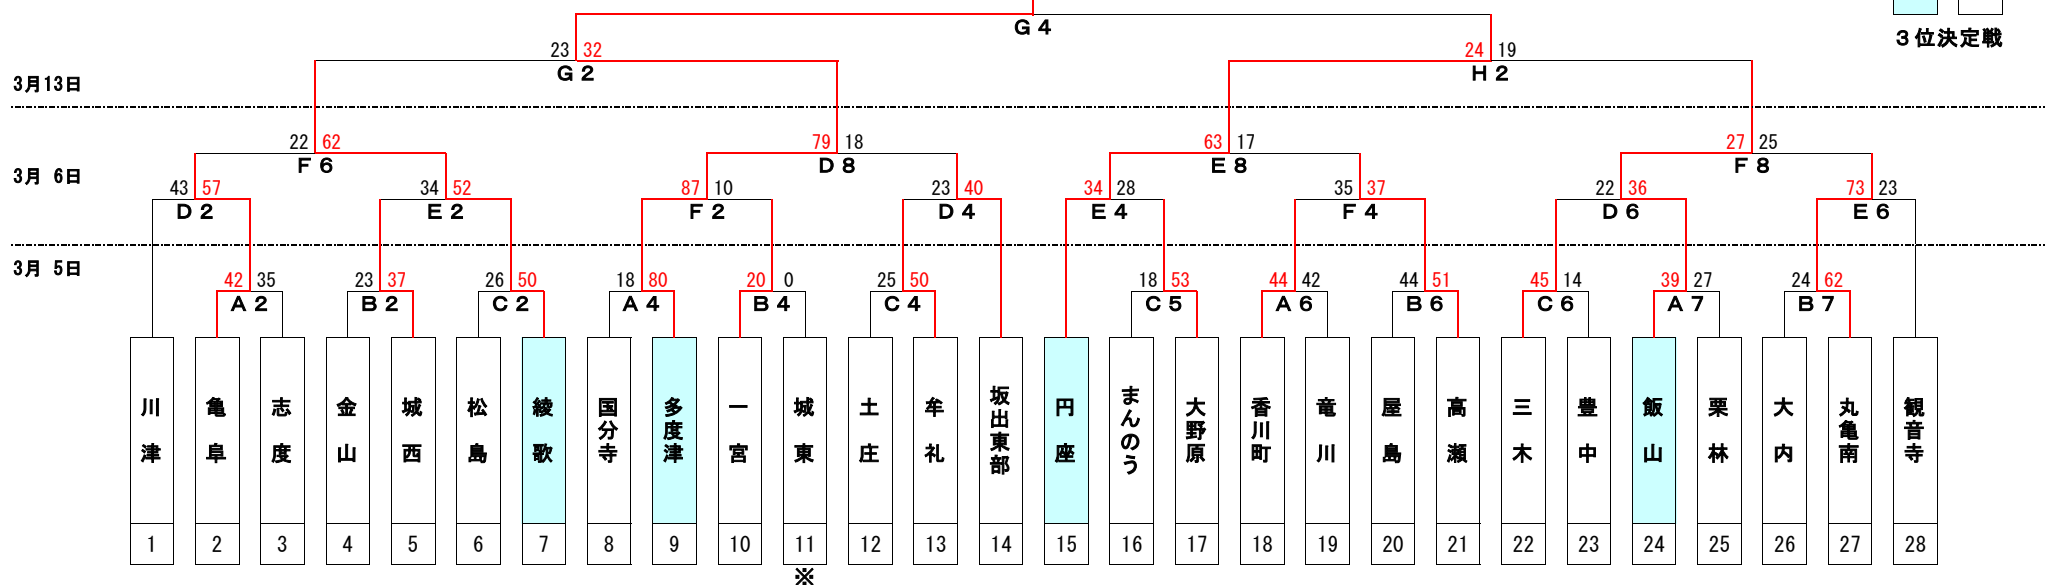 G4
３位決定戦
23 32 24 19
G2 H2
3月13日
22 62 79 18 63 17 27 25
F6 D8 E8 F8
3月 6日
43 57 34 52 87 10 23 40 34 28 35 37 22 36 73 23
D2 E2 F2 D4 E4 F4 D6 E6
3月 5日
42 35 23 37 26 50 18 80 20 0 25 50 18 53 44 42 44 51 45 14 39 27 24 62
A2 B2 C2 A4 B4 C4 C5 A6 B6 C6 A7 B7
川津
亀阜
志度
金山
城西
松島
綾歌
国分寺
多度津
一宮
城東
土庄
牟礼
坂出東部
円座
まんのう
大野原
香川町
竜川
屋島
高瀬
三木
豊中
飯山
栗林
大内
丸亀南
観音寺
1 2 3 4 5 6 7 8 9 10 11 12 13 14 15 16 17 18 19 20 21 22 23 24 25 26 27 28
※